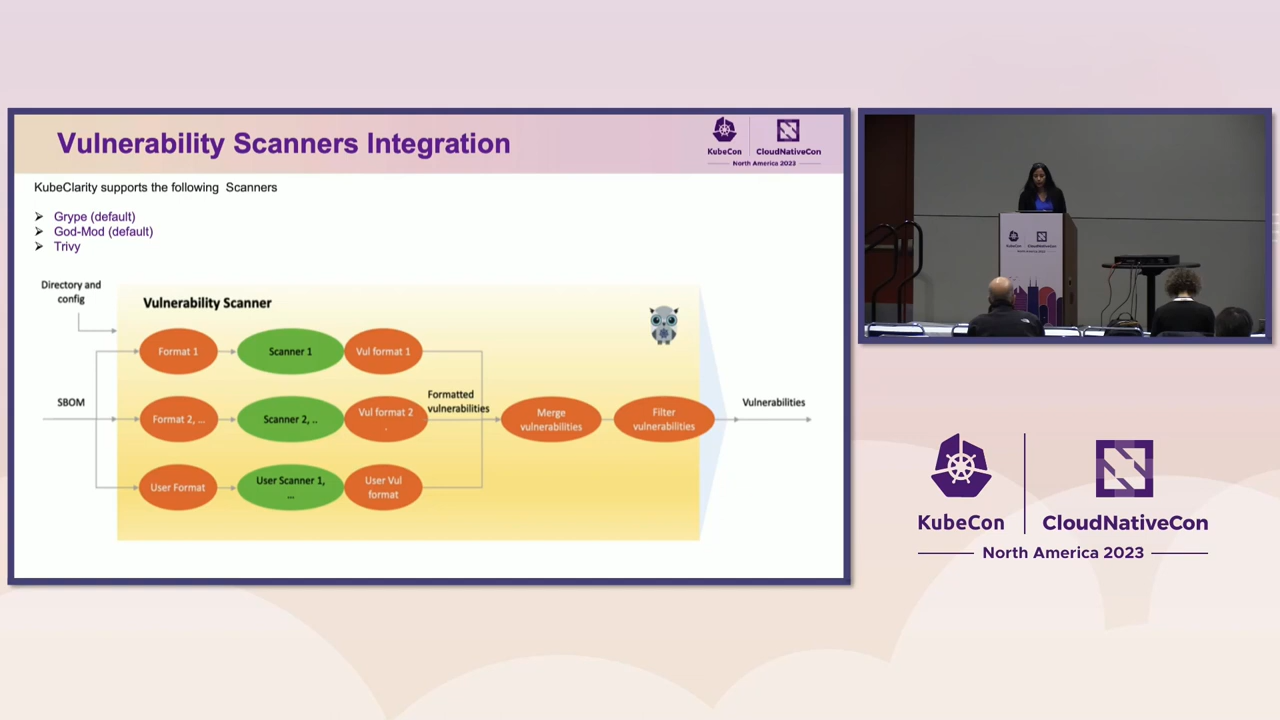 Vulnerability Scanners Integration
KubeCon
CloudNativeCon
North America 2023
KubeClarity supports the following Scanners
Grype (default)
God-Mod (default)
Trivy
Directory and
config
Vulnerability Scanner
Format 1
Scanner 1
Vul format 1
SBOM
Format 2, ...
Scanner 2, ..
Vul format 2
.
Formatted
vulnerabilities
Merge
vulnerabilities
Filter
vulnerabilities
Vulnerabilities
User Format
User Scanner 1,
...
User Vul
format
KubeCon
CloudNativeCon
KubeCon
CloudNativeCon
North America 2023